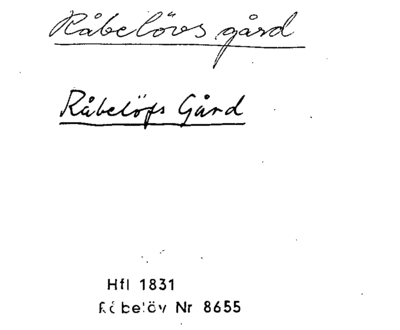 Råbelövs gård
Råbelöfs Gård
Hfl 1831
Råbelöv Nr 8655